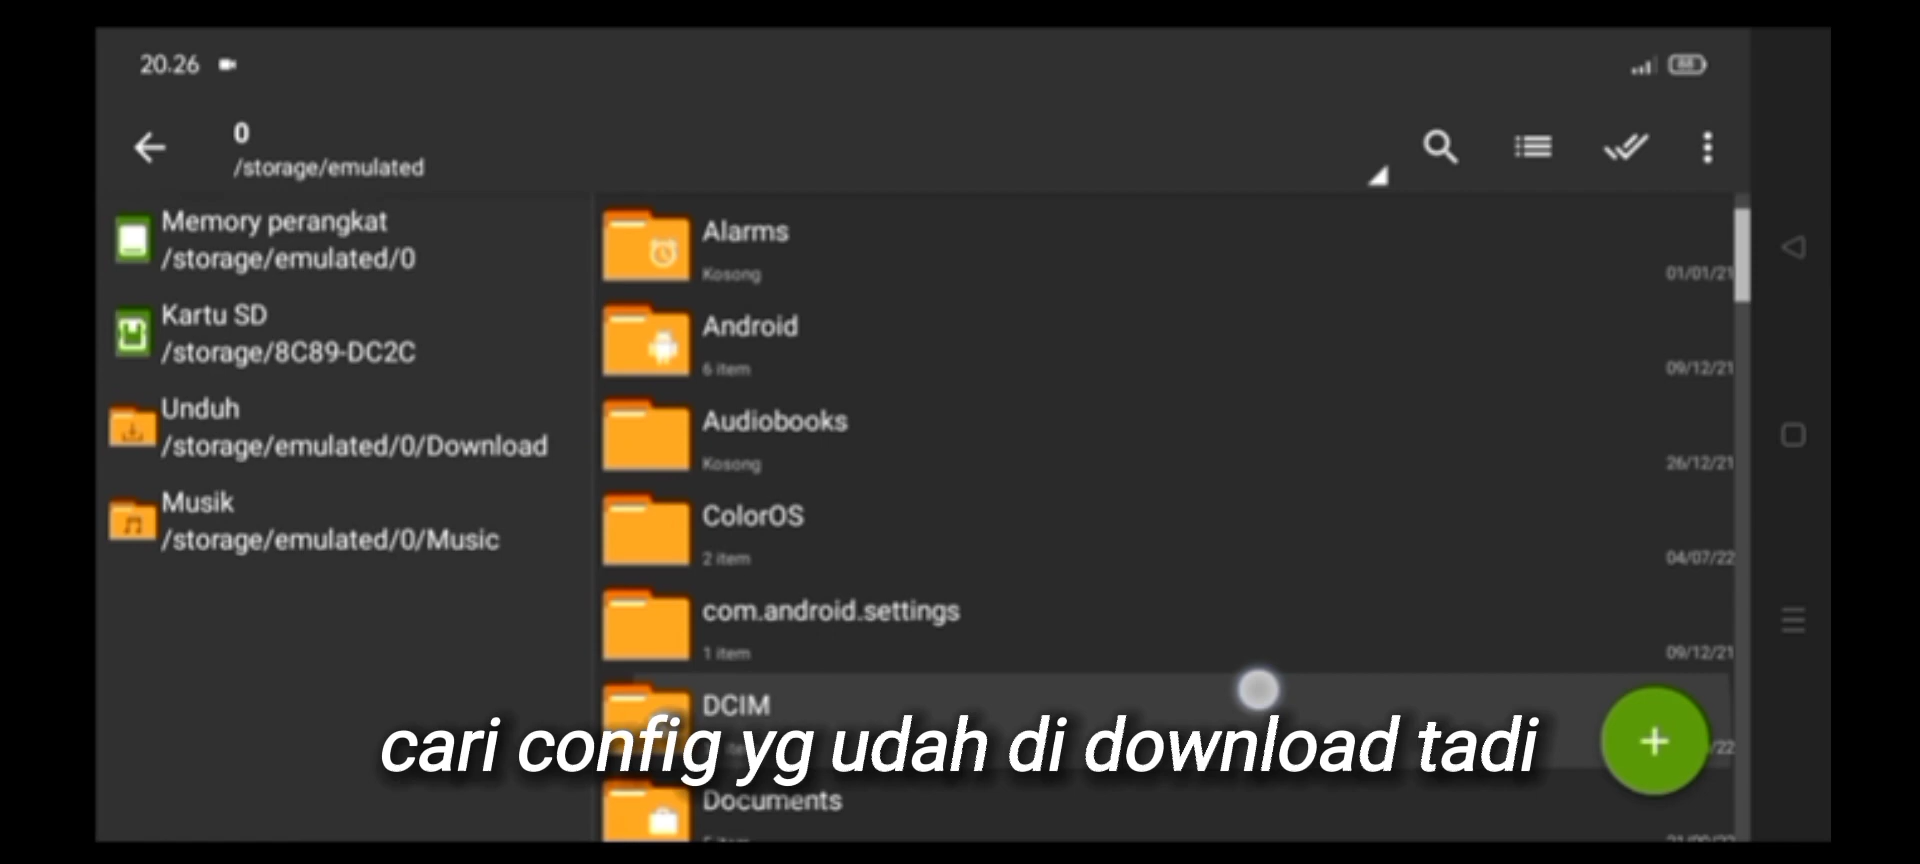 20.26
0
/storage/emulated
Memory perangkat
/storage/emulated/0
Kartu SD
/storage/8C89-DC2C
Unduh
/storage/emulated/0/Download
Musik
/storage/emulated/0/Music
Alarms
Kosong
01/01/21
Android
6 item
09/12/21
Audiobooks
Kosong
26/12/21
ColorOS
2 item
04/07/22
com.android.settings
1 item
09/12/21
DCIM
/22
cari config yg udah di download tadi
Documents